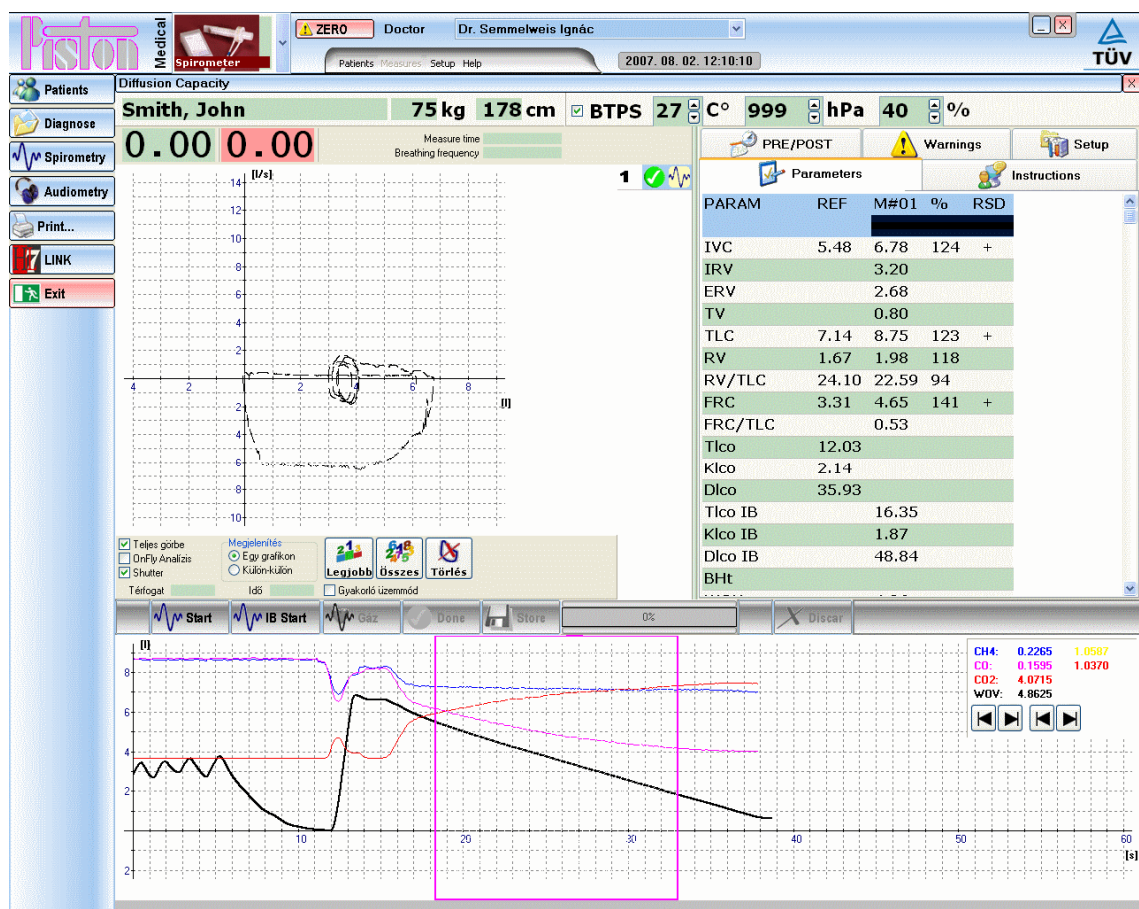 Piston Medical
Spirometer
ZERO Doctor Dr. Semmelweis Ignác
Patients Measures Setup Help
2007. 08. 02. 12:10:10
TÜV
Patients
Diagnose
Spirometry
Audiometry
Print...
H7 LINK
Exit
Diffusion Capacity
Smith, John 75 kg 178 cm BTPS 27 C° 999 hPa 40 %
0.00 0.00
Measure time
Breathing frequency
1
PRE/POST Warnings Setup
Parameters Instructions
PARAM REF M#01 % RSD
IVC 5.48 6.78 124 +
IRV 3.20
ERV 2.68
TV 0.80
TLC 7.14 8.75 123 +
RV 1.67 1.98 118
RV/TLC 24.10 22.59 94
FRC 3.31 4.65 141 +
FRC/TLC 0.53
Tlco 12.03
Klco 2.14
Dlco 35.93
Tlco IB 16.35
Klco IB 1.87
Dlco IB 48.84
BHt
[l/s]
14
12
10
8
6
4
2
4 2 2 4 6 8
[l]
2
4
6
8
10
Teljes görbe
OnFly Analízis
Shutter
Megjelenítés
Egy grafikon
Külön-külön
Legjobb Összes Törlés
Térfogat Idő Gyakorló üzemmód
Start IB Start Gáz Done Store 0% Discar
[l]
8
6
4
2
10 20 30 40 50 60
[s]
2
CH4: 0.2265 1.0587
CO: 0.1595 1.0370
CO2: 4.0715
WOV: 4.8625